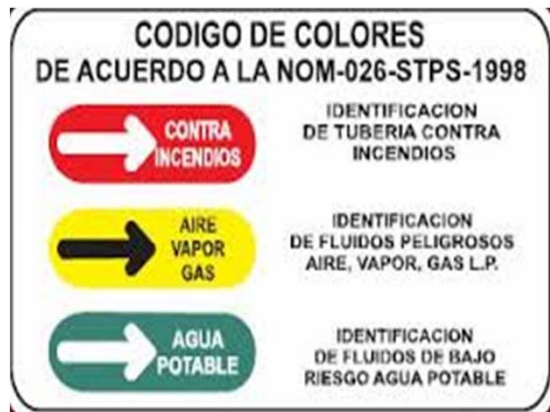 CODIGO DE COLORES
DE ACUERDO A LA NOM-026-STPS-1998
CONTRA
INCENDIOS
IDENTIFICACION
DE TUBERIA CONTRA
INCENDIOS
AIRE
VAPOR
GAS
IDENTIFICACION
DE FLUIDOS PELIGROSOS
AIRE, VAPOR, GAS L.P.
AGUA
POTABLE
IDENTIFICACION
DE FLUIDOS DE BAJO
RIESGO AGUA POTABLE